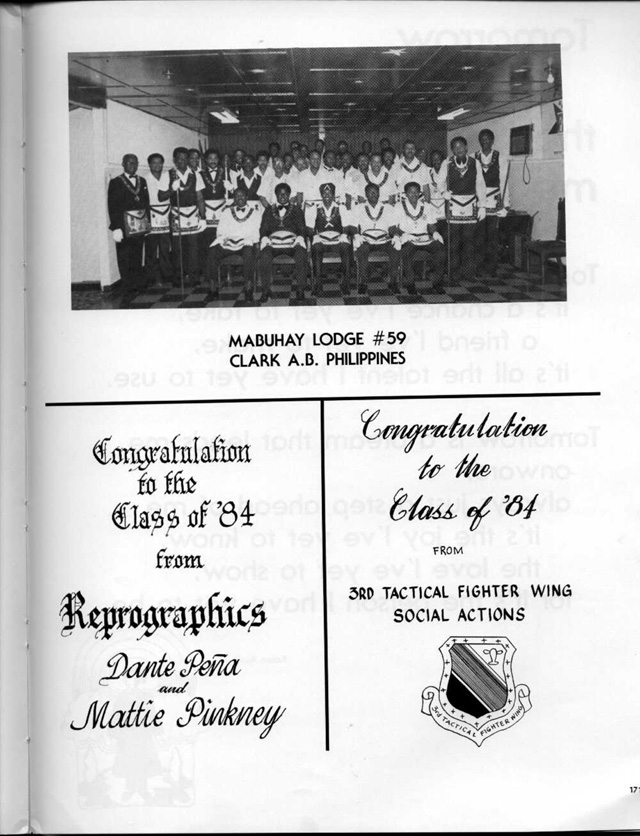 MABUHAY LODGE #59
CLARK A.B. PHILIPPINES
Congratulation
to the
Class of '84
from
Reprographics
Dante Peña
and
Mattie Pinkney
Congratulation
to the
Class of '84
FROM
3RD TACTICAL FIGHTER WING
SOCIAL ACTIONS
3RD TACTICAL FIGHTER WING
171